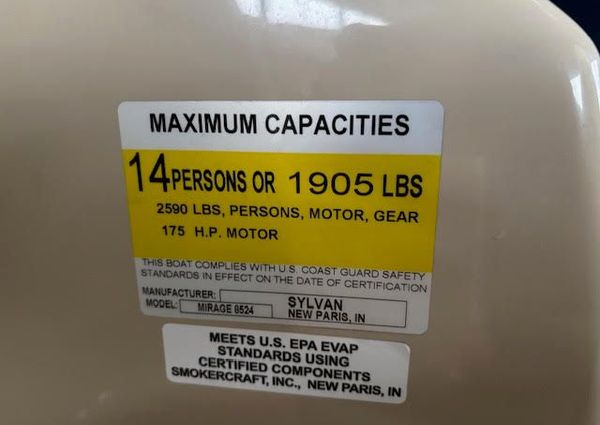 MAXIMUM CAPACITIES
14 PERSONS OR 1905 LBS
2590 LBS, PERSONS, MOTOR, GEAR
175 H.P. MOTOR
THIS BOAT COMPLIES WITH U.S. COAST GUARD SAFETY
STANDARDS IN EFFECT ON THE DATE OF CERTIFICATION
MANUFACTURER: SYLVAN
MODEL: MIRAGE 8524 NEW PARIS, IN
MEETS U.S. EPA EVAP
STANDARDS USING
CERTIFIED COMPONENTS
SMOKERCRAFT, INC., NEW PARIS, IN